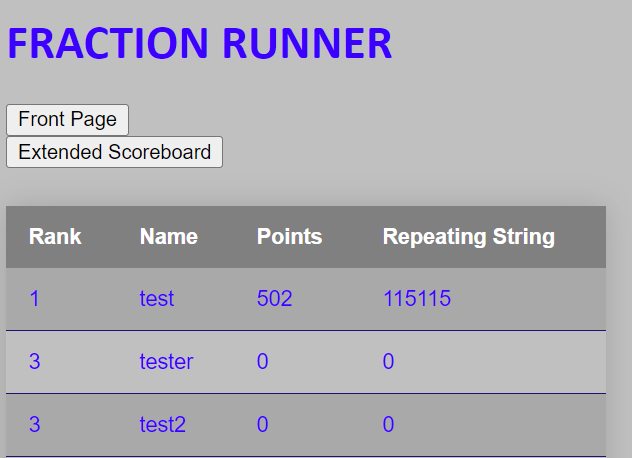 FRACTION RUNNER
Front Page
Extended Scoreboard
Rank Name Points Repeating String
1 test 502 115115
3 tester 0 0
3 test2 0 0